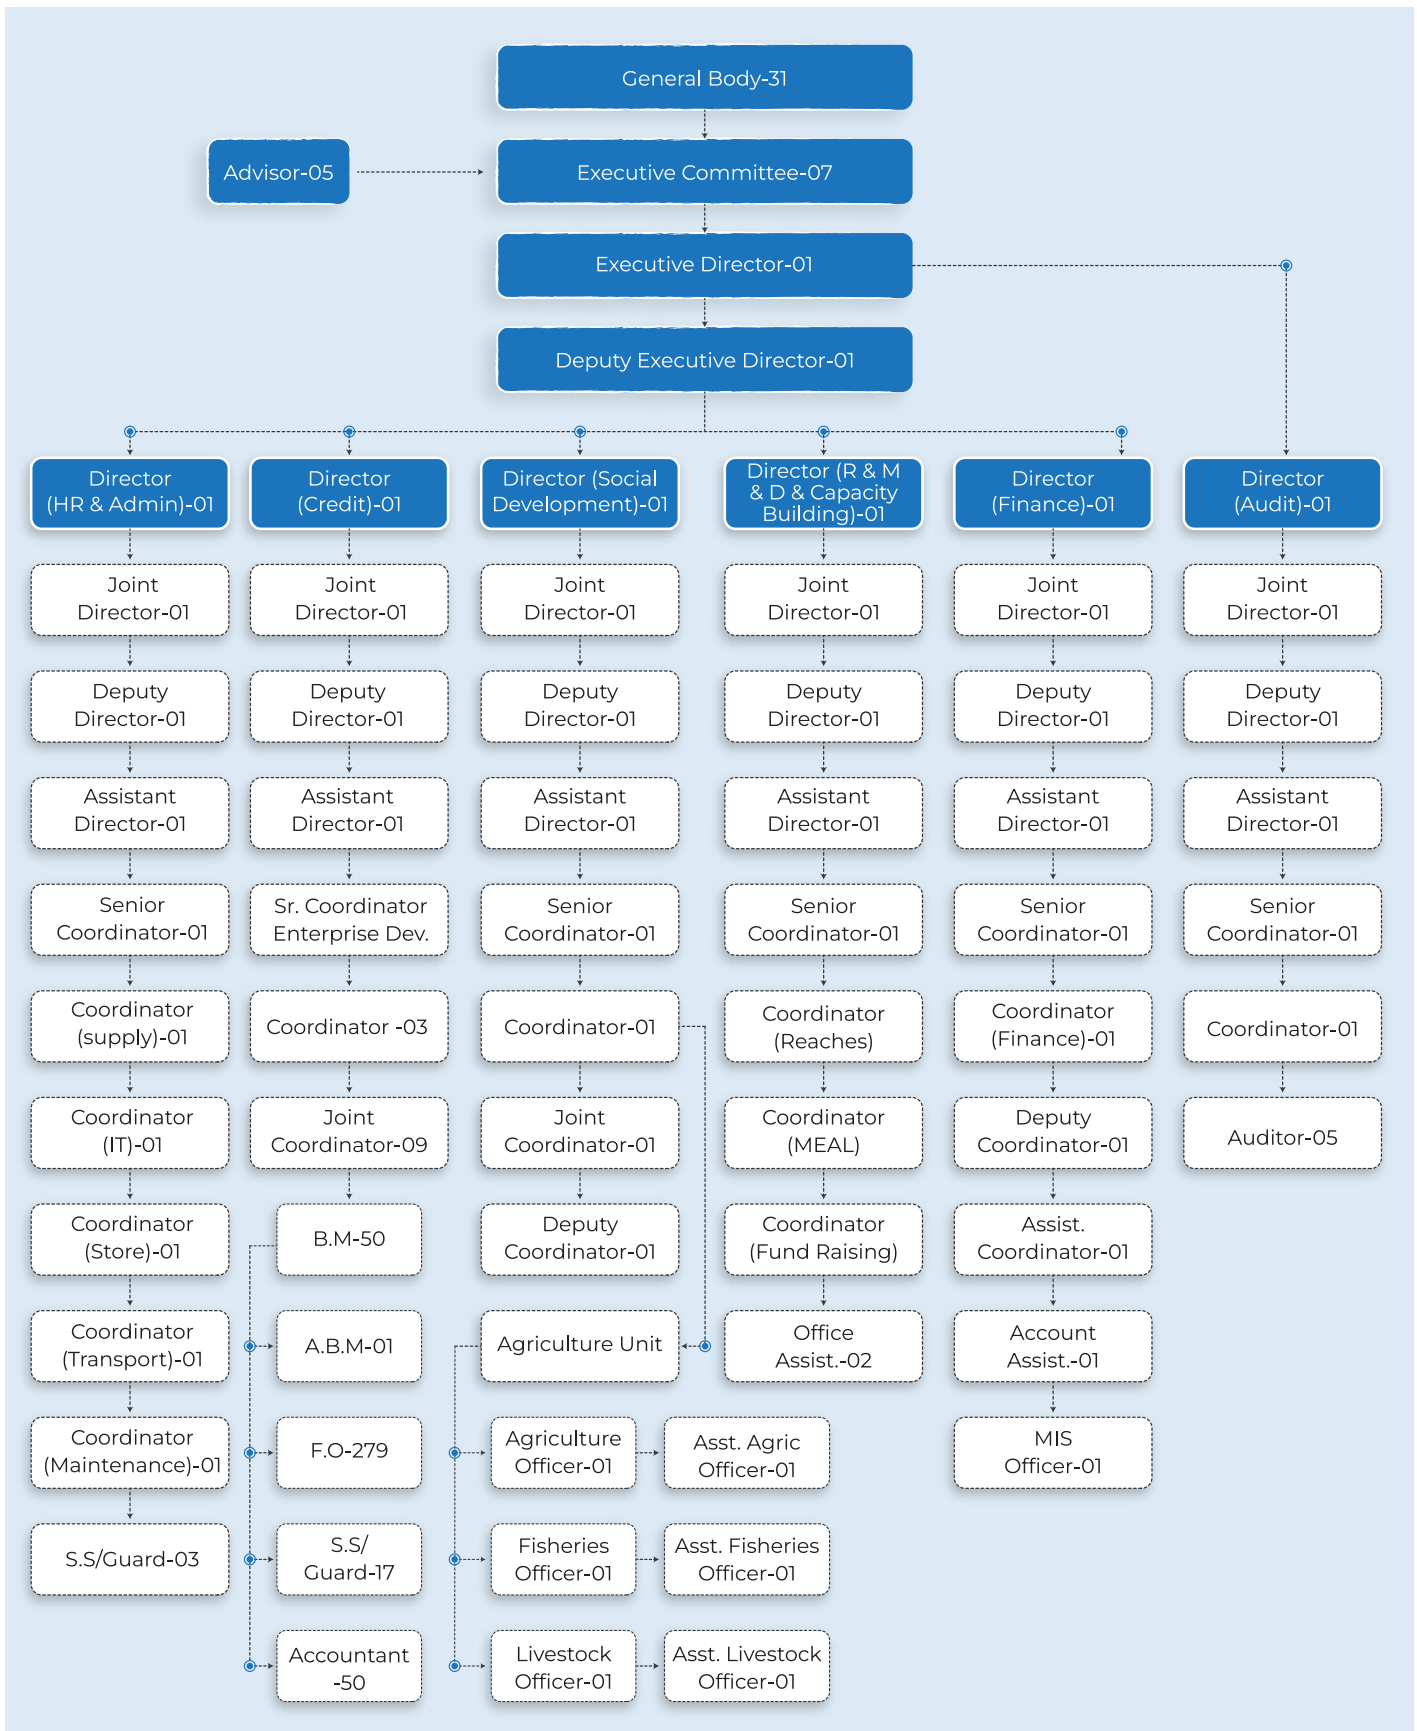 General Body-31
Advisor-05
Executive Committee-07
Executive Director-01
Deputy Executive Director-01
Director
(HR & Admin)-01
Director
(Credit)-01
Director (Social
Development)-01
Director (R & M
& D & Capacity
Building)-01
Director
(Finance)-01
Director
(Audit)-01
Joint
Director-01
Joint
Director-01
Joint
Director-01
Joint
Director-01
Joint
Director-01
Joint
Director-01
Deputy
Director-01
Deputy
Director-01
Deputy
Director-01
Deputy
Director-01
Deputy
Director-01
Deputy
Director-01
Assistant
Director-01
Assistant
Director-01
Assistant
Director-01
Assistant
Director-01
Assistant
Director-01
Assistant
Director-01
Senior
Coordinator-01
Sr. Coordinator
Enterprise Dev.
Senior
Coordinator-01
Senior
Coordinator-01
Senior
Coordinator-01
Senior
Coordinator-01
Coordinator
(supply)-01
Coordinator -03
Coordinator-01
Coordinator
(Reaches)
Coordinator
(Finance)-01
Coordinator-01
Coordinator
(IT)-01
Joint
Coordinator-09
Joint
Coordinator-01
Coordinator
(MEAL)
Deputy
Coordinator-01
Auditor-05
Coordinator
(Store)-01
B.M-50
Deputy
Coordinator-01
Coordinator
(Fund Raising)
Assist.
Coordinator-01
Coordinator
(Transport)-01
A.B.M-01
Agriculture Unit
Office
Assist.-02
Account
Assist.-01
Coordinator
(Maintenance)-01
F.O-279
Agriculture
Officer-01
Asst. Agric
Officer-01
MIS
Officer-01
S.S/Guard-03
S.S/
Guard-17
Fisheries
Officer-01
Asst. Fisheries
Officer-01
Accountant
-50
Livestock
Officer-01
Asst. Livestock
Officer-01